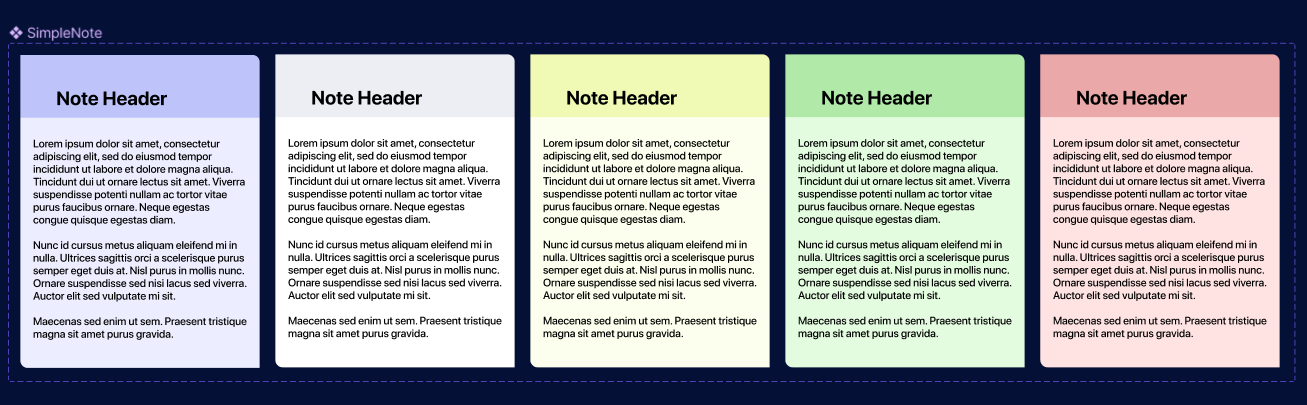 SimpleNote
Note Header
Lorem ipsum dolor sit amet, consectetur
adipiscing elit, sed do eiusmod tempor
incididunt ut labore et dolore magna aliqua.
Tincidunt dui ut ornare lectus sit amet. Viverra
suspendisse potenti nullam ac tortor vitae
purus faucibus ornare. Neque egestas
congue quisque egestas diam.
Nunc id cursus metus aliquam eleifend mi in
nulla. Ultrices sagittis orci a scelerisque purus
semper eget duis at. Nisl purus in mollis nunc.
Ornare suspendisse sed nisi lacus sed viverra.
Auctor elit sed vulputate mi sit.
Maecenas sed enim ut sem. Praesent tristique
magna sit amet purus gravida.
Note Header
Lorem ipsum dolor sit amet, consectetur
adipiscing elit, sed do eiusmod tempor
incididunt ut labore et dolore magna aliqua.
Tincidunt dui ut ornare lectus sit amet. Viverra
suspendisse potenti nullam ac tortor vitae
purus faucibus ornare. Neque egestas
congue quisque egestas diam.
Nunc id cursus metus aliquam eleifend mi in
nulla. Ultrices sagittis orci a scelerisque purus
semper eget duis at. Nisl purus in mollis nunc.
Ornare suspendisse sed nisi lacus sed viverra.
Auctor elit sed vulputate mi sit.
Maecenas sed enim ut sem. Praesent tristique
magna sit amet purus gravida.
Note Header
Lorem ipsum dolor sit amet, consectetur
adipiscing elit, sed do eiusmod tempor
incididunt ut labore et dolore magna aliqua.
Tincidunt dui ut ornare lectus sit amet. Viverra
suspendisse potenti nullam ac tortor vitae
purus faucibus ornare. Neque egestas
congue quisque egestas diam.
Nunc id cursus metus aliquam eleifend mi in
nulla. Ultrices sagittis orci a scelerisque purus
semper eget duis at. Nisl purus in mollis nunc.
Ornare suspendisse sed nisi lacus sed viverra.
Auctor elit sed vulputate mi sit.
Maecenas sed enim ut sem. Praesent tristique
magna sit amet purus gravida.
Note Header
Lorem ipsum dolor sit amet, consectetur
adipiscing elit, sed do eiusmod tempor
incididunt ut labore et dolore magna aliqua.
Tincidunt dui ut ornare lectus sit amet. Viverra
suspendisse potenti nullam ac tortor vitae
purus faucibus ornare. Neque egestas
congue quisque egestas diam.
Nunc id cursus metus aliquam eleifend mi in
nulla. Ultrices sagittis orci a scelerisque purus
semper eget duis at. Nisl purus in mollis nunc.
Ornare suspendisse sed nisi lacus sed viverra.
Auctor elit sed vulputate mi sit.
Maecenas sed enim ut sem. Praesent tristique
magna sit amet purus gravida.
Note Header
Lorem ipsum dolor sit amet, consectetur
adipiscing elit, sed do eiusmod tempor
incididunt ut labore et dolore magna aliqua.
Tincidunt dui ut ornare lectus sit amet. Viverra
suspendisse potenti nullam ac tortor vitae
purus faucibus ornare. Neque egestas
congue quisque egestas diam.
Nunc id cursus metus aliquam eleifend mi in
nulla. Ultrices sagittis orci a scelerisque purus
semper eget duis at. Nisl purus in mollis nunc.
Ornare suspendisse sed nisi lacus sed viverra.
Auctor elit sed vulputate mi sit.
Maecenas sed enim ut sem. Praesent tristique
magna sit amet purus gravida.